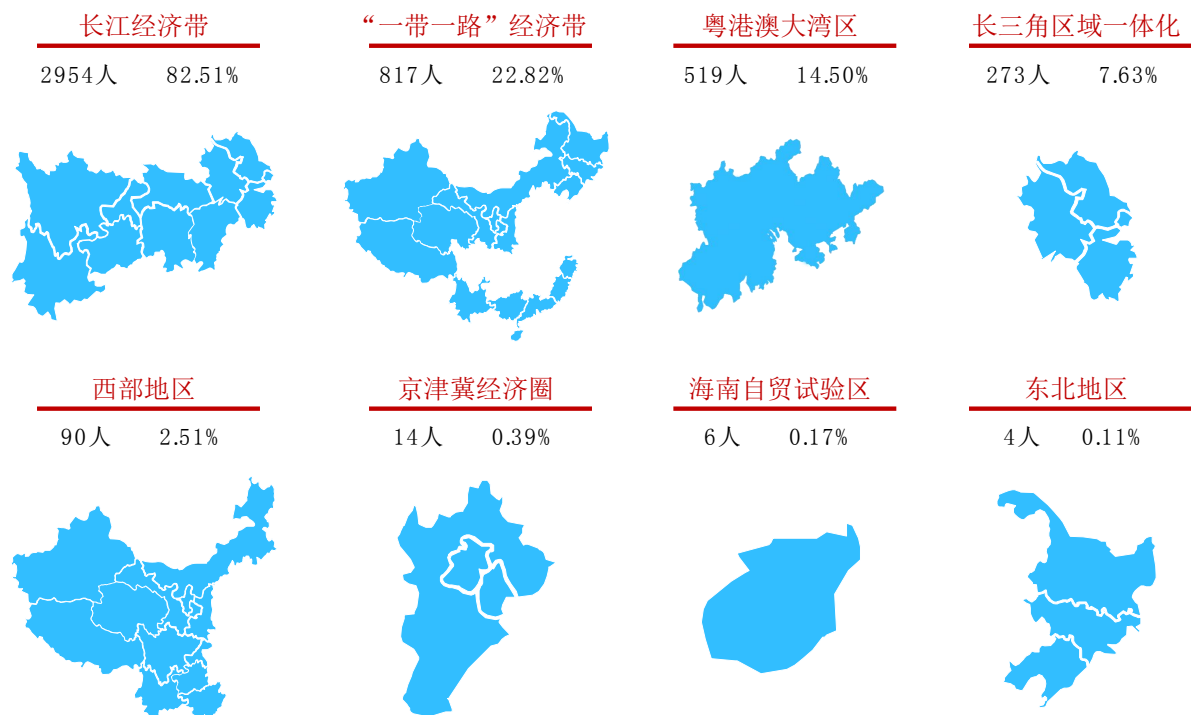 长江经济带
“一带一路”经济带
粤港澳大湾区
长三角区域一体化
2954人 82.51%
817人 22.82%
519人 14.50%
273人 7.63%
西部地区
京津冀经济圈
海南自贸试验区
东北地区
90人 2.51%
14人 0.39%
6人 0.17%
4人 0.11%